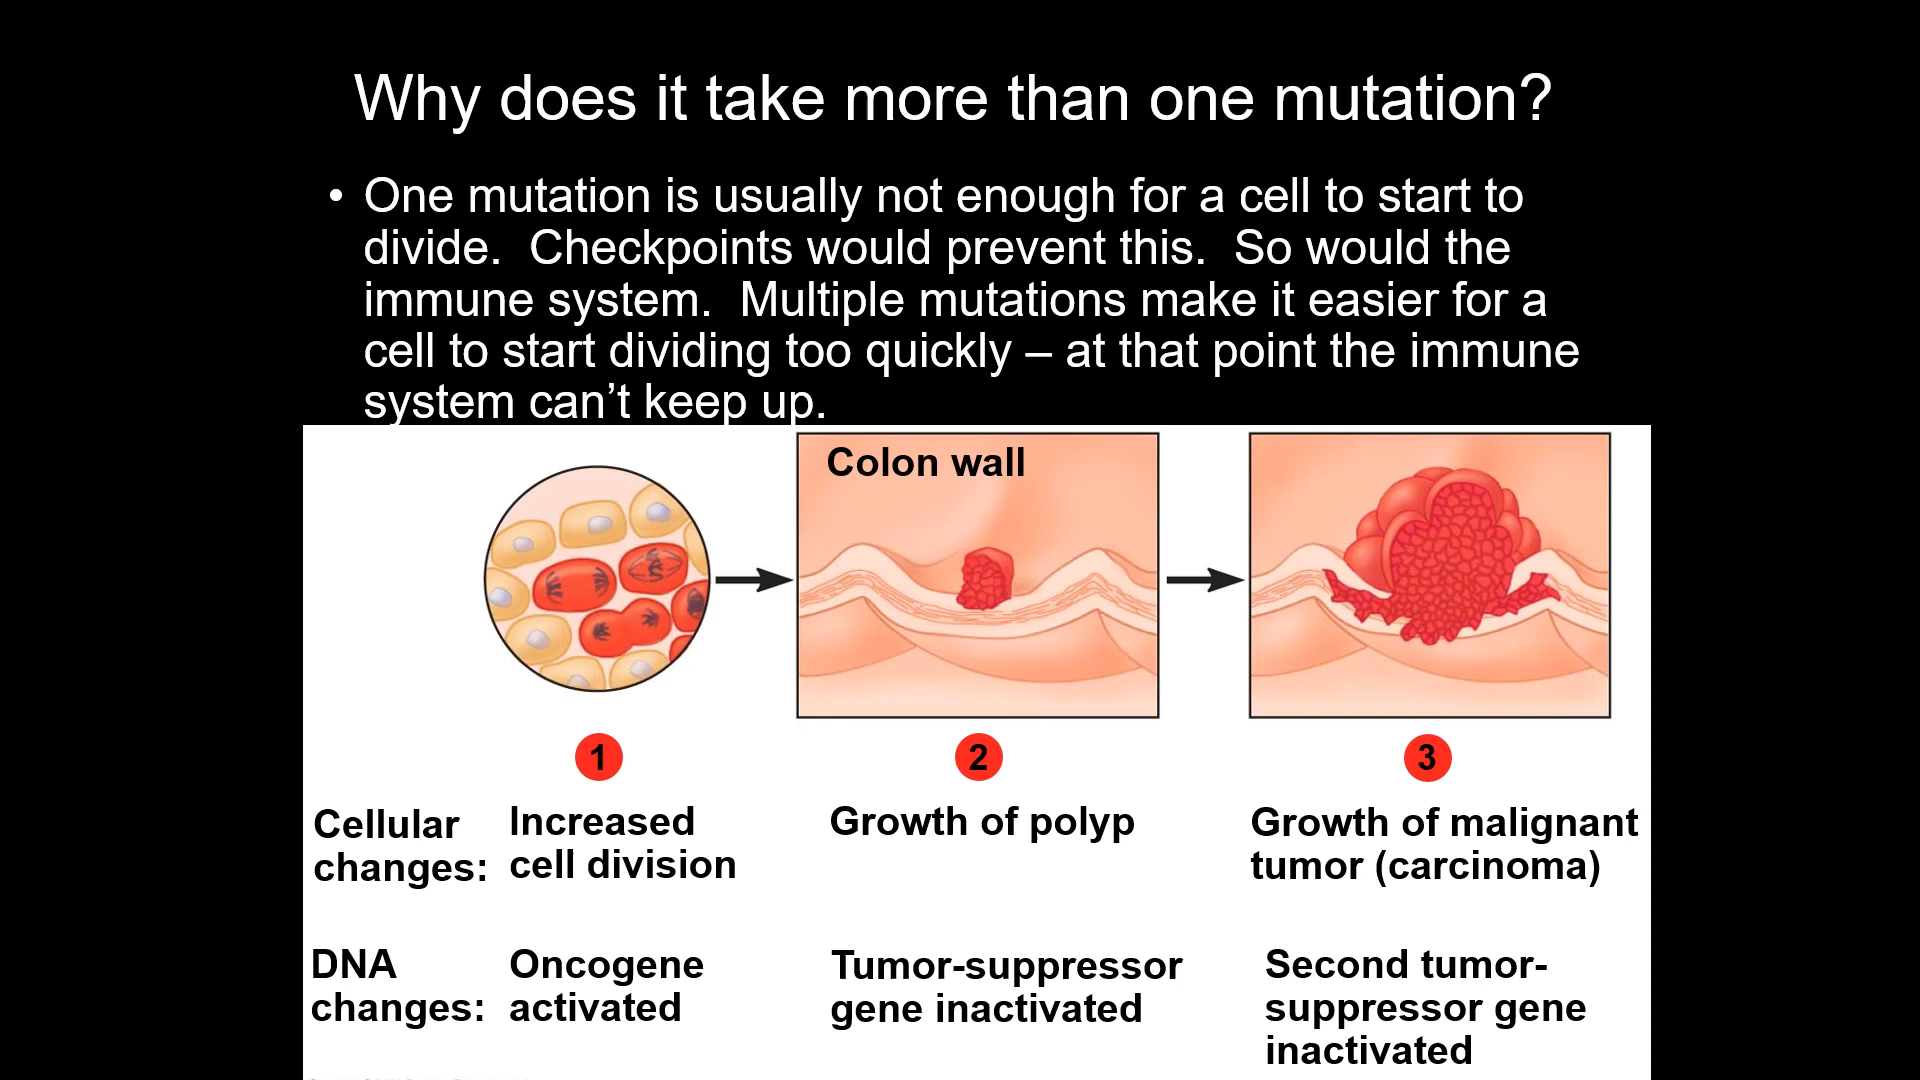 Why does it take more than one mutation?
• One mutation is usually not enough for a cell to start to
divide.  Checkpoints would prevent this.  So would the
immune system.  Multiple mutations make it easier for a
cell to start dividing too quickly – at that point the immune
system can’t keep up.
Colon wall
1
2
3
Cellular
changes:
Increased
cell division
Growth of polyp
Growth of malignant
tumor (carcinoma)
DNA
changes:
Oncogene
activated
Tumor-suppressor
gene inactivated
Second tumor-
suppressor gene
inactivated